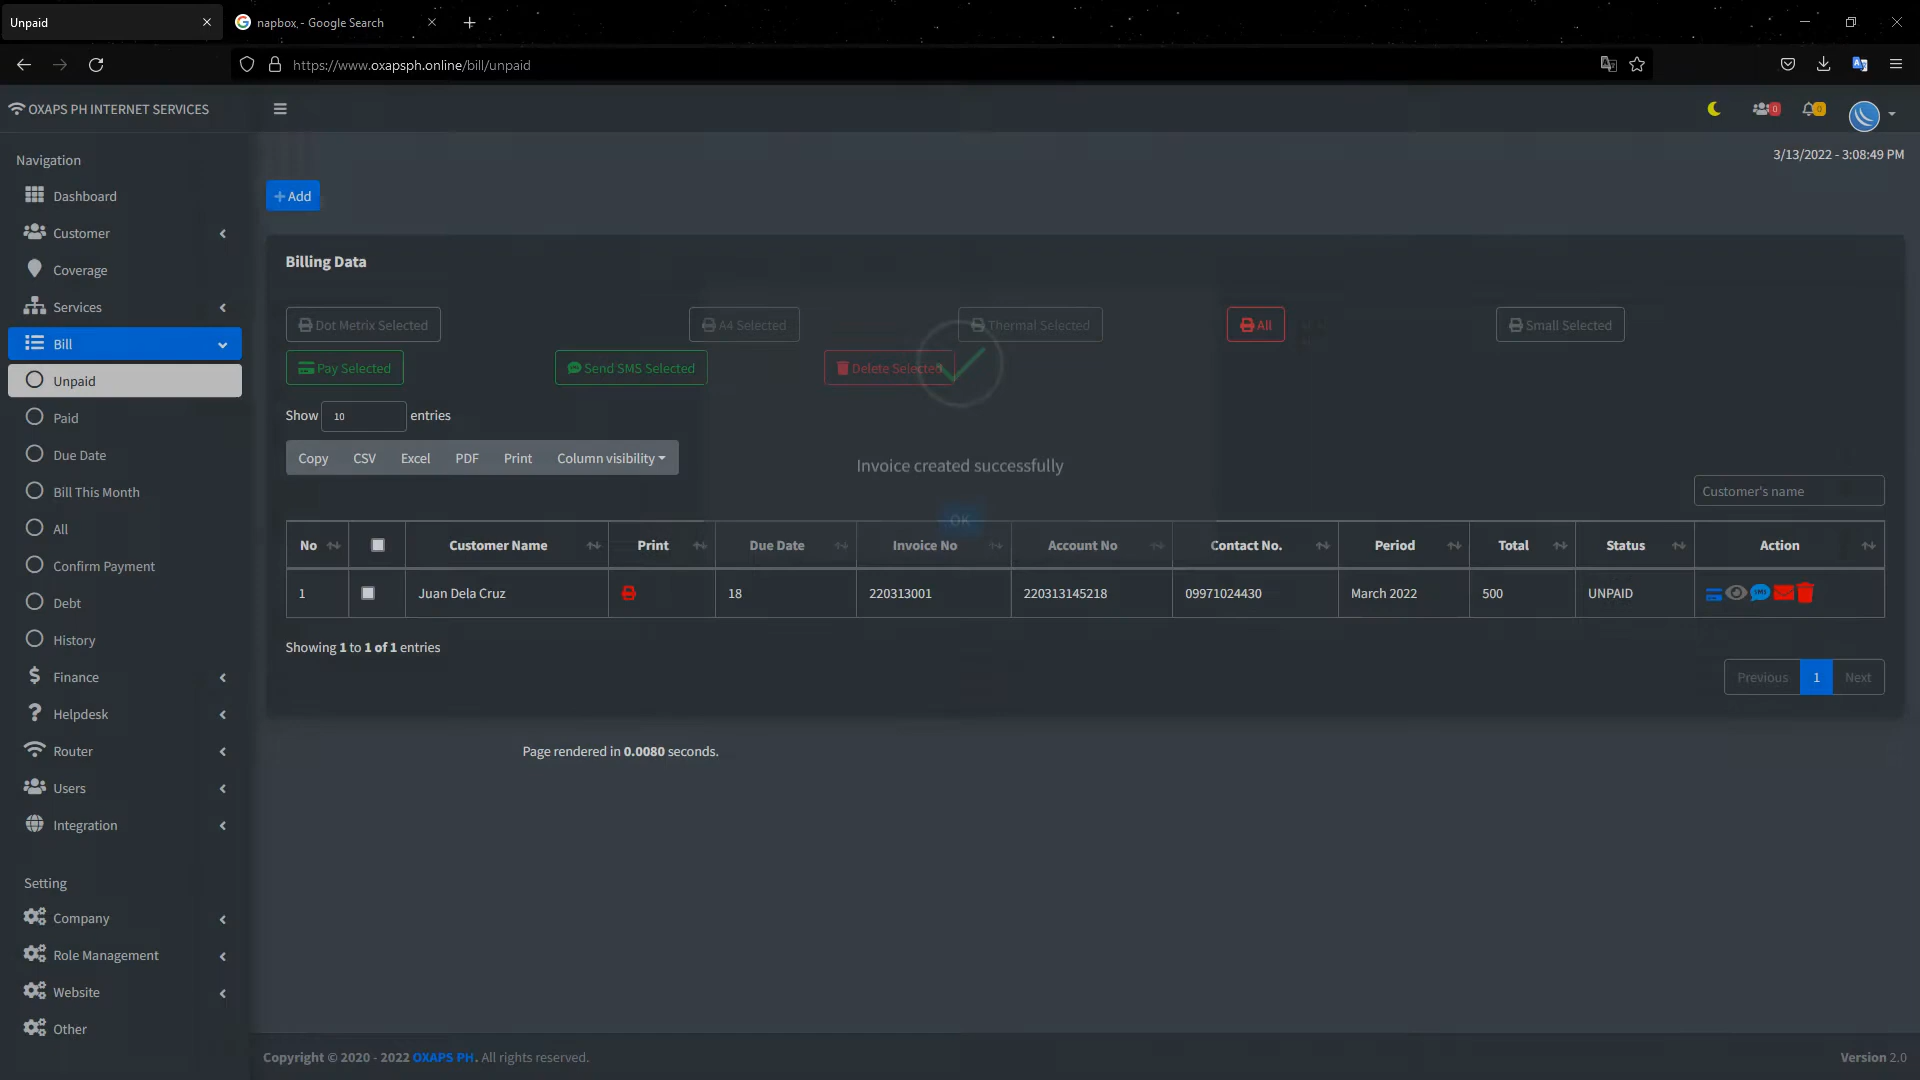 Unpaid
napbox - Google Search
https://www.oxapsph.online/bill/unpaid
OXAPS PH INTERNET SERVICES
0
0
3/13/2022 - 3:08:49 PM
Navigation
Dashboard
Customer
Coverage
Services
Bill
Unpaid
Paid
Due Date
Bill This Month
All
Confirm Payment
Debt
History
Finance
Helpdesk
Router
Users
Integration
Setting
Company
Role Management
Website
Other
+ Add
Billing Data
Dot Metrix Selected
A4 Selected
Thermal Selected
All
Small Selected
Pay Selected
Send SMS Selected
Delete Selected
Show 10 entries
Copy CSV Excel PDF Print Column visibility
Invoice created successfully
OK
Customer's name
No Customer Name Print Due Date Invoice No Account No Contact No. Period Total Status Action
1 Juan Dela Cruz 18 220313001 220313145218 09971024430 March 2022 500 UNPAID SMS
Showing 1 to 1 of 1 entries
Previous 1 Next
Page rendered in 0.0080 seconds.
Copyright © 2020 - 2022 OXAPS PH. All rights reserved.
Version 2.0